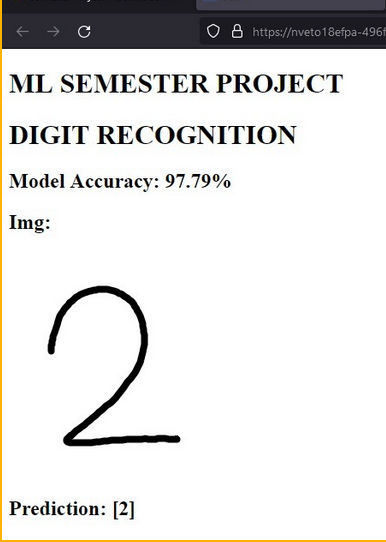 https://nveto18efpa-496f
ML SEMESTER PROJECT
DIGIT RECOGNITION
Model Accuracy: 97.79%
Img:
2
Prediction: [2]